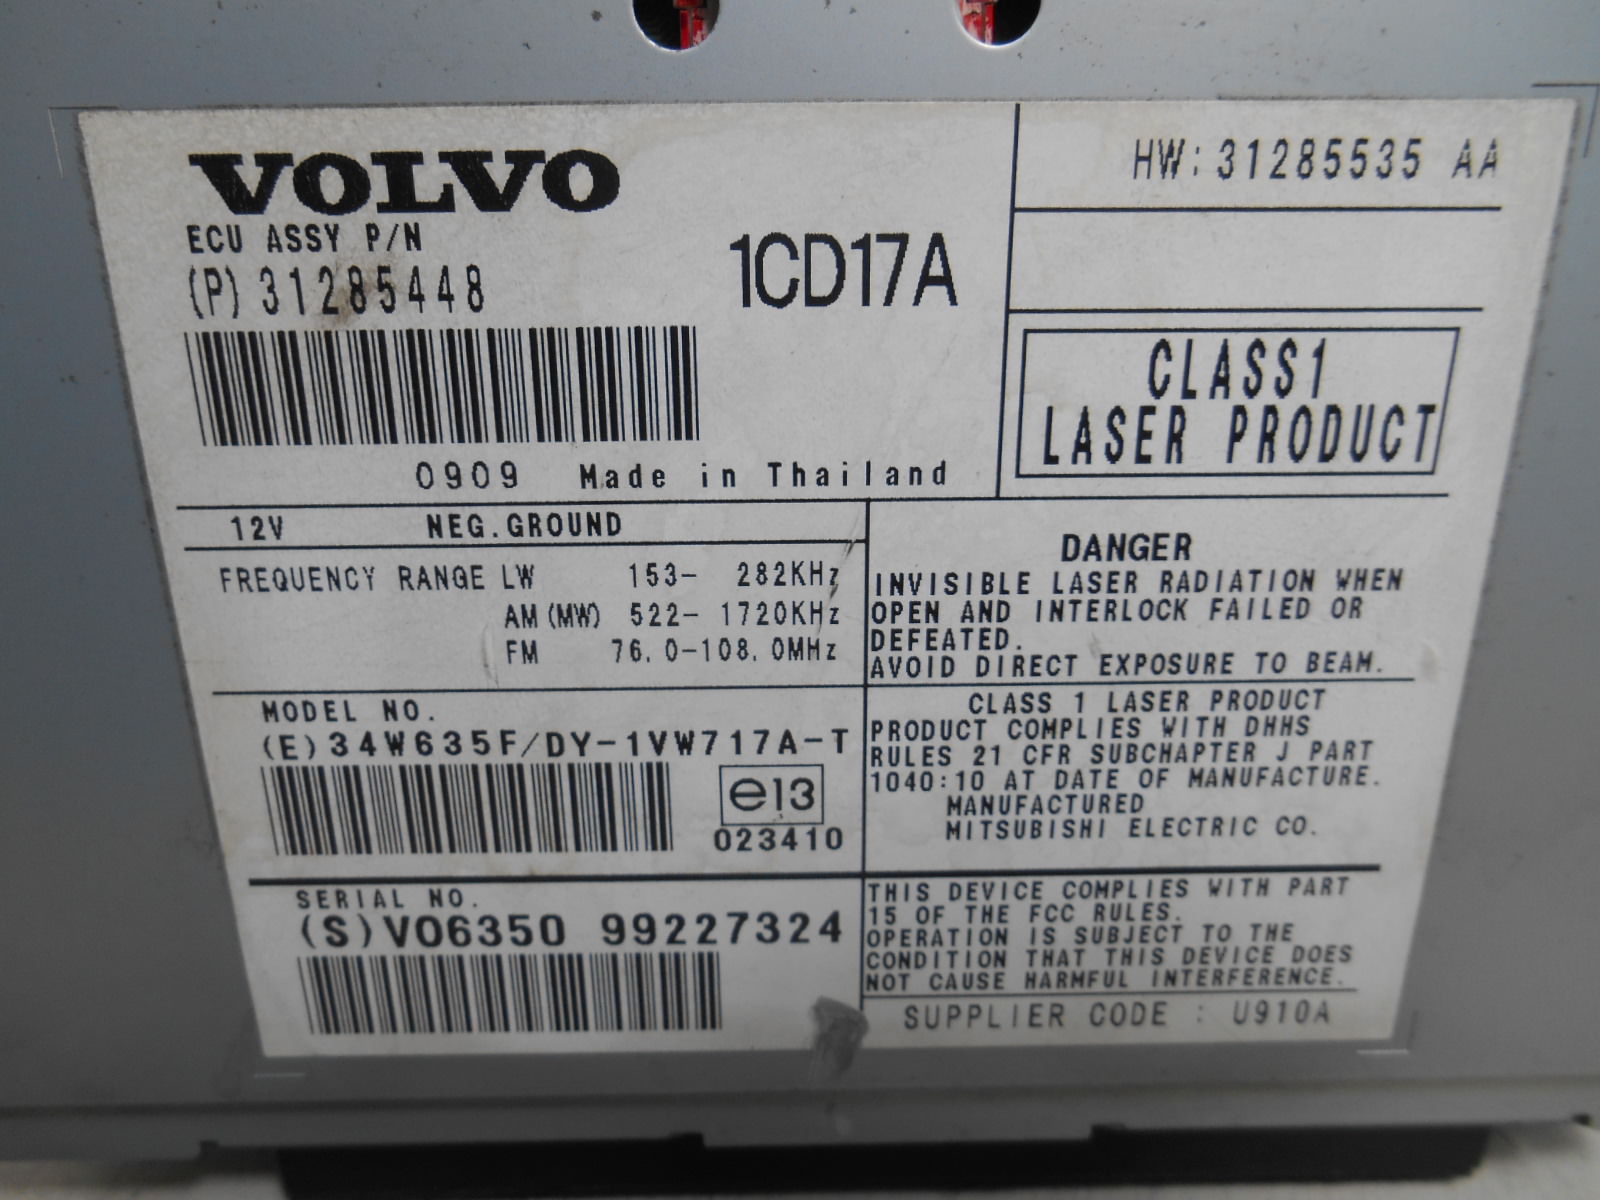 VOLVO
ECU ASSY P/N
(P) 31285448
1CD17A
0909 Made in Thailand
HW: 31285535 AA
CLASS1
LASER PRODUCT
12V NEG.GROUND
FREQUENCY RANGE LW 153- 282KHz
AM (MW) 522- 1720KHz
FM 76.0-108.0MHz
MODEL NO.
(E) 34W635F/DY-1VW717A-T
e13
023410
SERIAL NO.
(S) VO6350 99227324
DANGER
INVISIBLE LASER RADIATION WHEN
OPEN AND INTERLOCK FAILED OR
DEFEATED.
AVOID DIRECT EXPOSURE TO BEAM.
CLASS 1 LASER PRODUCT
PRODUCT COMPLIES WITH DHHS
RULES 21 CFR SUBCHAPTER J PART
1040:10 AT DATE OF MANUFACTURE.
MANUFACTURED
MITSUBISHI ELECTRIC CO.
THIS DEVICE COMPLIES WITH PART
15 OF THE FCC RULES.
OPERATION IS SUBJECT TO THE
CONDITION THAT THIS DEVICE DOES
NOT CAUSE HARMFUL INTERFERENCE.
SUPPLIER CODE : U910A